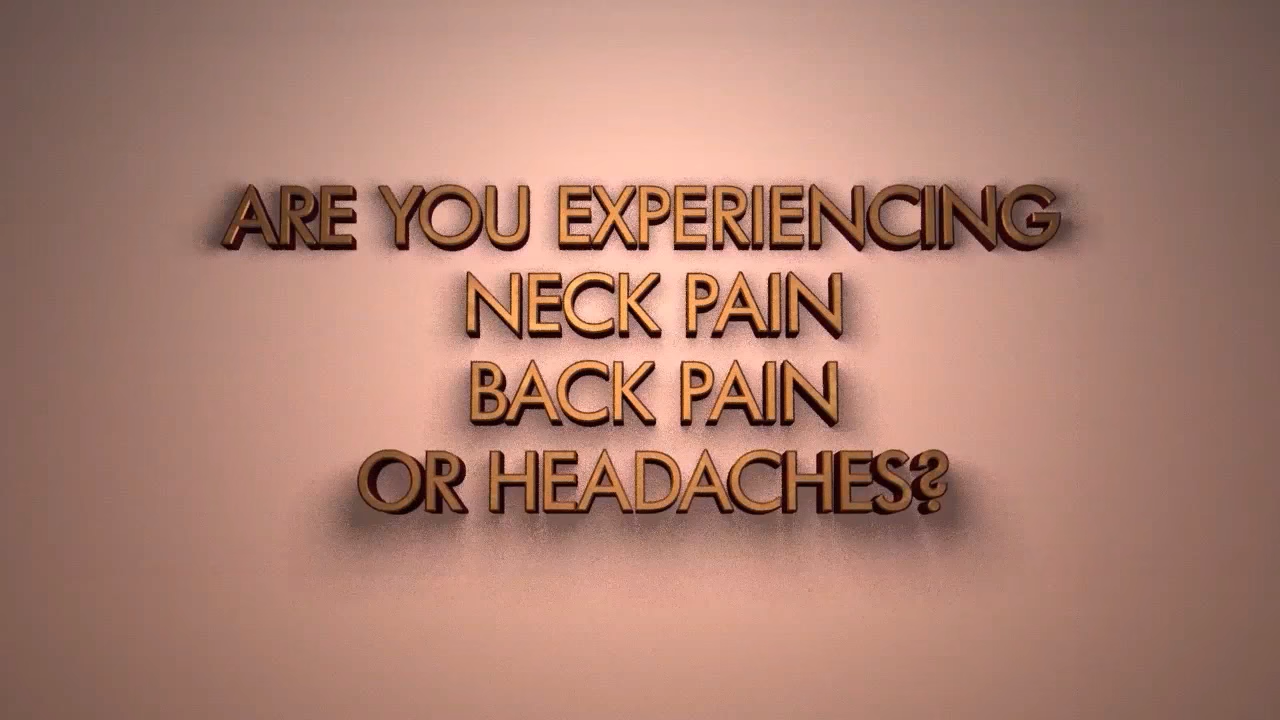 ARE YOU EXPERIENCING
NECK PAIN
BACK PAIN
OR HEADACHES?